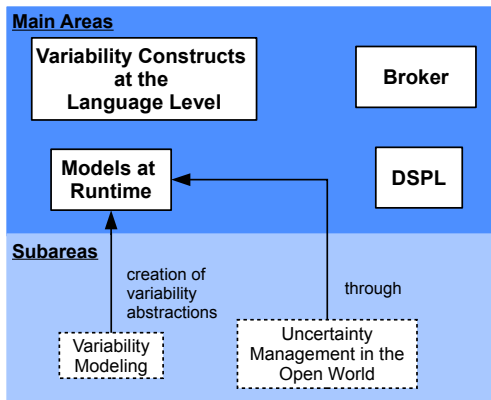 Main Areas
Variability Constructs
at the
Language Level
Broker
Models at
Runtime
DSPL
Subareas
creation of
variability
abstractions
through
Variability
Modeling
Uncertainty
Management in the
Open World